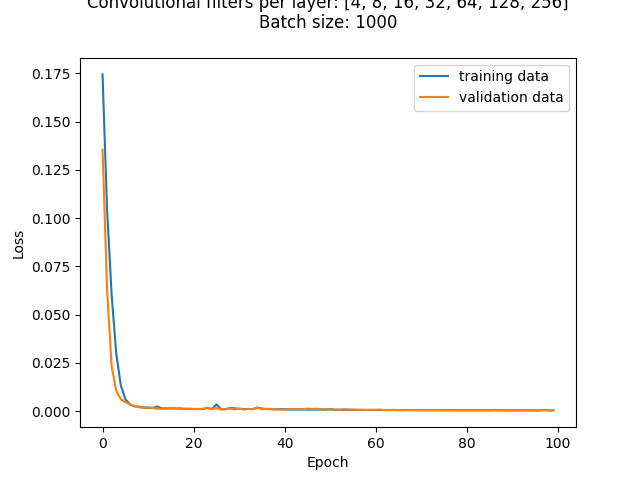 Convolutional filters per layer: [4, 8, 16, 32, 64, 128, 256]
Batch size: 1000
0.175
0.150
0.125
0.100
0.075
0.050
0.025
0.000
Loss
training data
validation data
0 20 40 60 80 100
Epoch